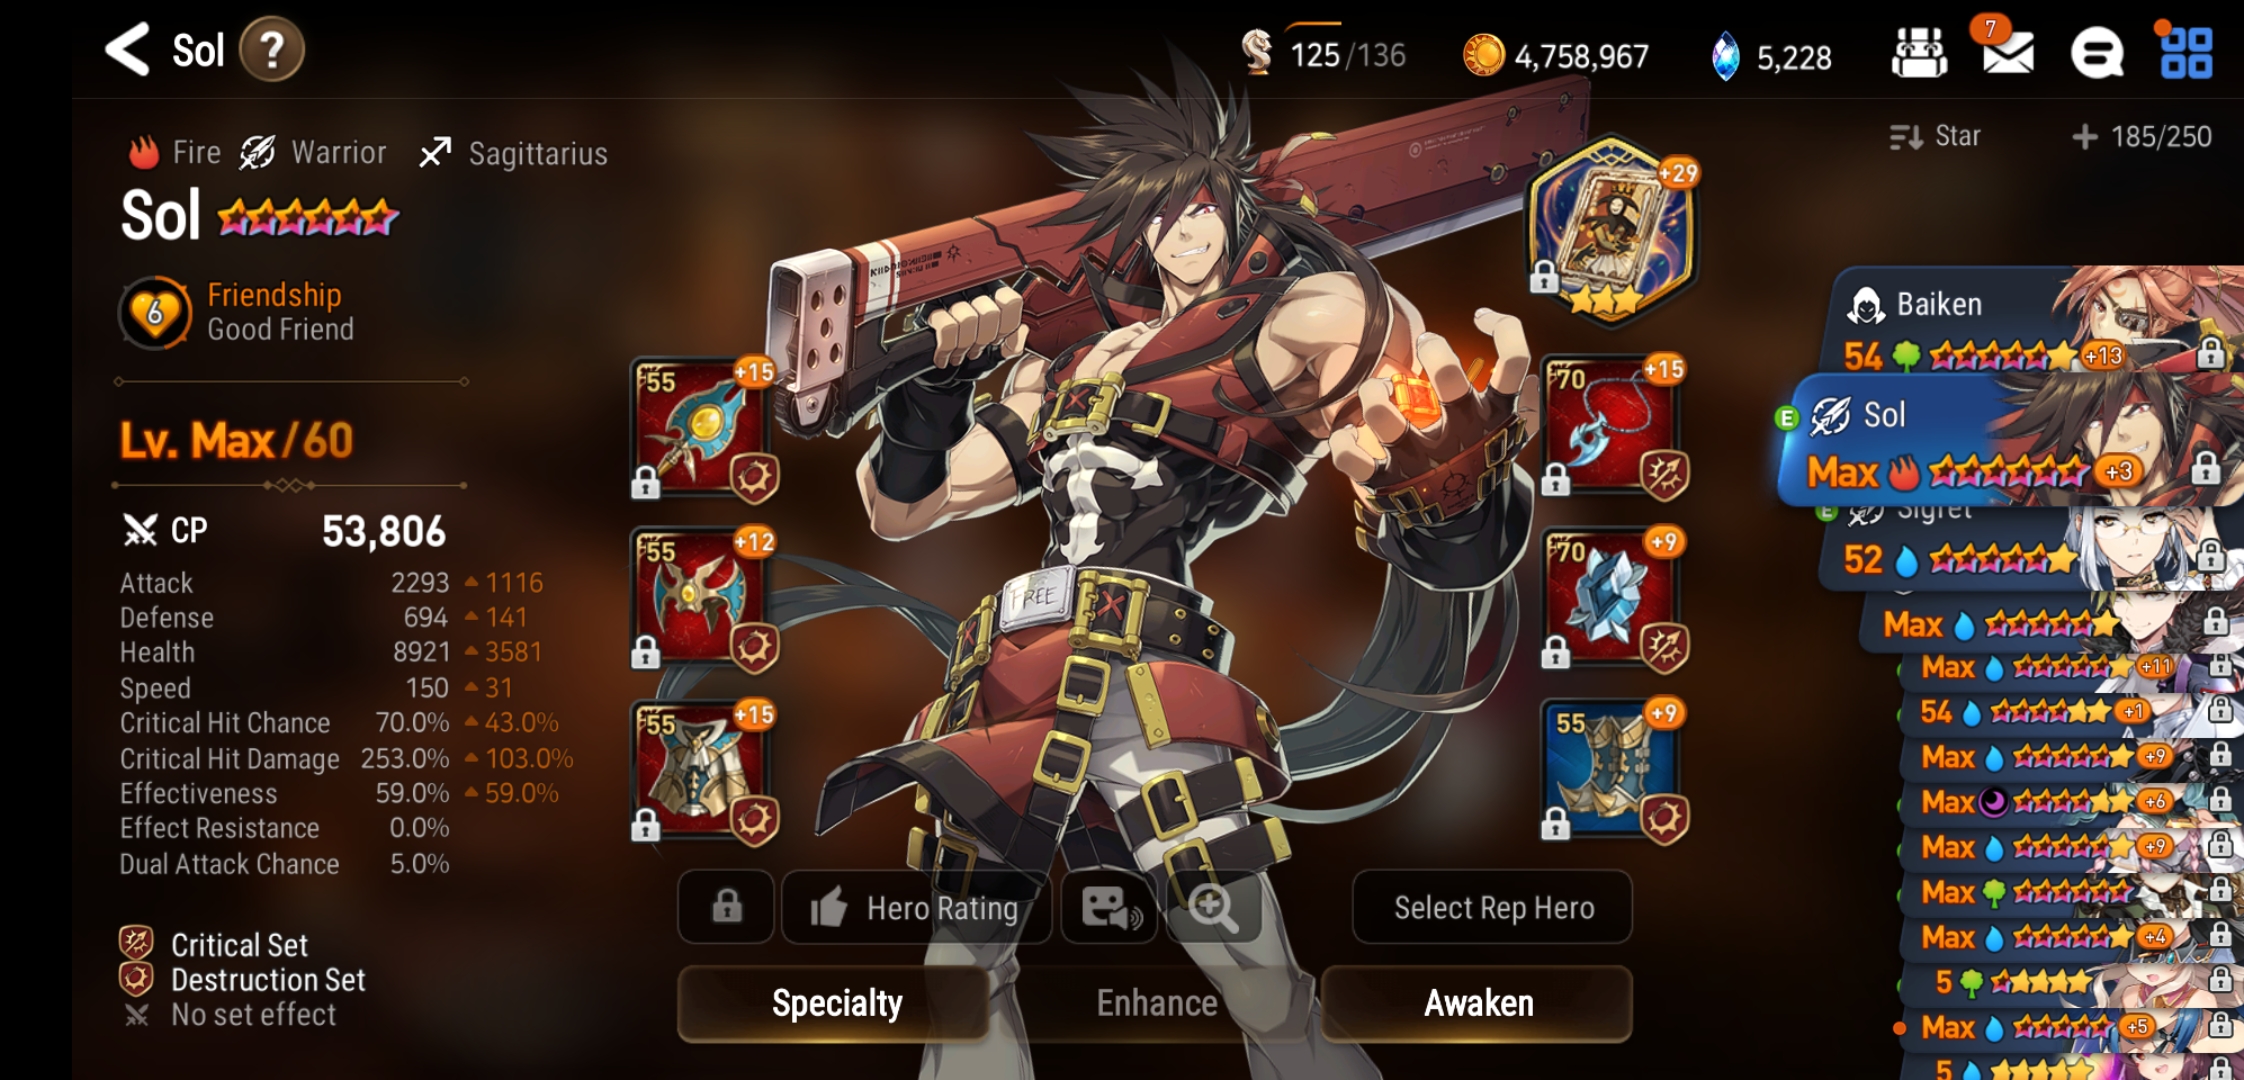 Sol ?
125/136
4,758,967
5,228
7
Fire Warrior Sagittarius
Star
+ 185/250
Sol
6
Friendship
Good Friend
Lv. Max/60
CP 53,806
Attack 2293 1116
Defense 694 141
Health 8921 3581
Speed 150 31
Critical Hit Chance 70.0% 43.0%
Critical Hit Damage 253.0% 103.0%
Effectiveness 59.0% 59.0%
Effect Resistance 0.0%
Dual Attack Chance 5.0%
Critical Set
Destruction Set
No set effect
55 +15
55 +12
55 +15
+29
70 +15
70 +9
55 +9
FREE
Hero Rating
Select Rep Hero
Specialty
Enhance
Awaken
Baiken
54 +13
E Sol
Max +3
E Sigret
52
Max
Max +11
54 +1
Max +9
Max +6
Max +9
Max
Max +4
5
Max +5
5